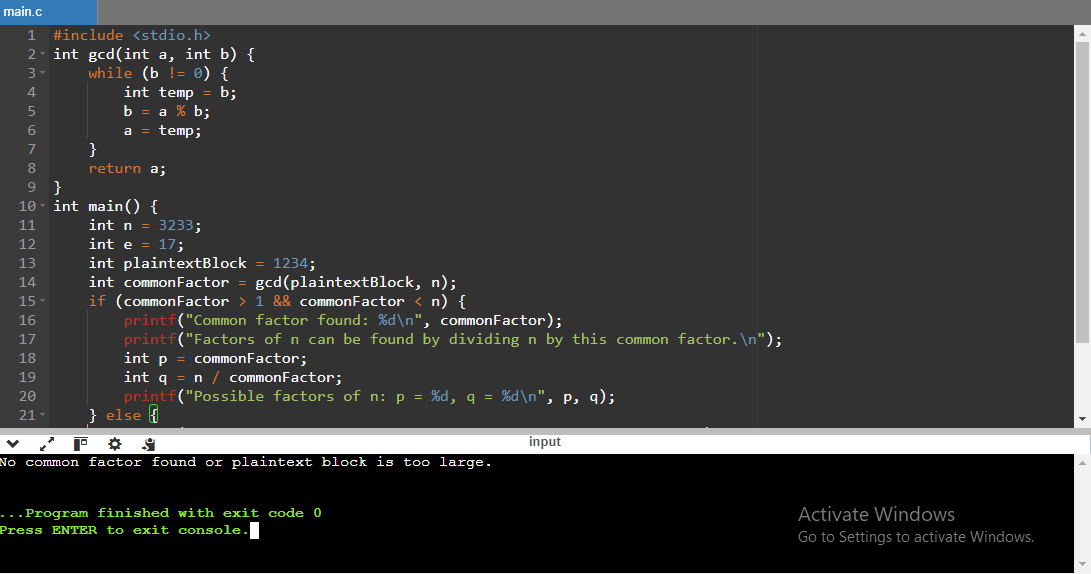 main.c
1 #include <stdio.h>
2 int gcd(int a, int b) {
3     while (b != 0) {
4         int temp = b;
5         b = a % b;
6         a = temp;
7     }
8     return a;
9 }
10 int main() {
11     int n = 3233;
12     int e = 17;
13     int plaintextBlock = 1234;
14     int commonFactor = gcd(plaintextBlock, n);
15     if (commonFactor > 1 && commonFactor < n) {
16         printf("Common factor found: %d\n", commonFactor);
17         printf("Factors of n can be found by dividing n by this common factor.\n");
18         int p = commonFactor;
19         int q = n / commonFactor;
20         printf("Possible factors of n: p = %d, q = %d\n", p, q);
21     } else {
input
No common factor found or plaintext block is too large.
...Program finished with exit code 0
Press ENTER to exit console.
Activate Windows
Go to Settings to activate Windows.